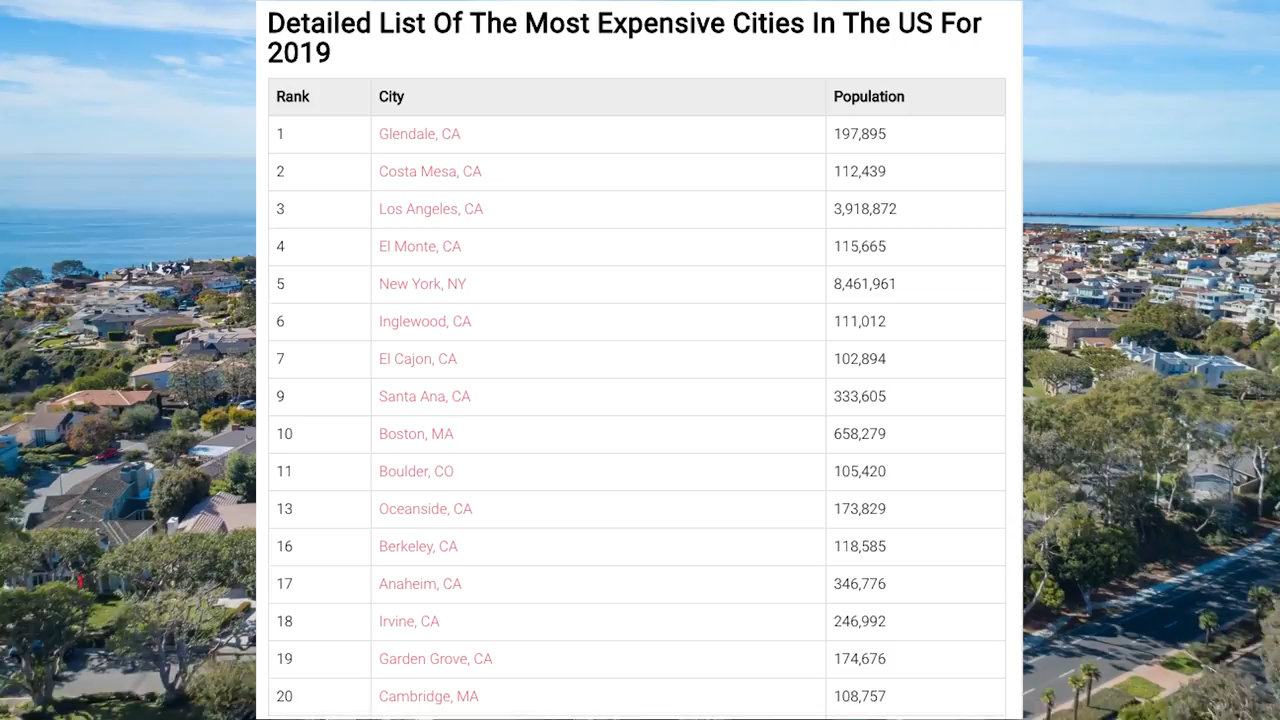 Detailed List Of The Most Expensive Cities In The US For
2019
Rank City Population
1 Glendale, CA 197,895
2 Costa Mesa, CA 112,439
3 Los Angeles, CA 3,918,872
4 El Monte, CA 115,665
5 New York, NY 8,461,961
6 Inglewood, CA 111,012
7 El Cajon, CA 102,894
9 Santa Ana, CA 333,605
10 Boston, MA 658,279
11 Boulder, CO 105,420
13 Oceanside, CA 173,829
16 Berkeley, CA 118,585
17 Anaheim, CA 346,776
18 Irvine, CA 246,992
19 Garden Grove, CA 174,676
20 Cambridge, MA 108,757